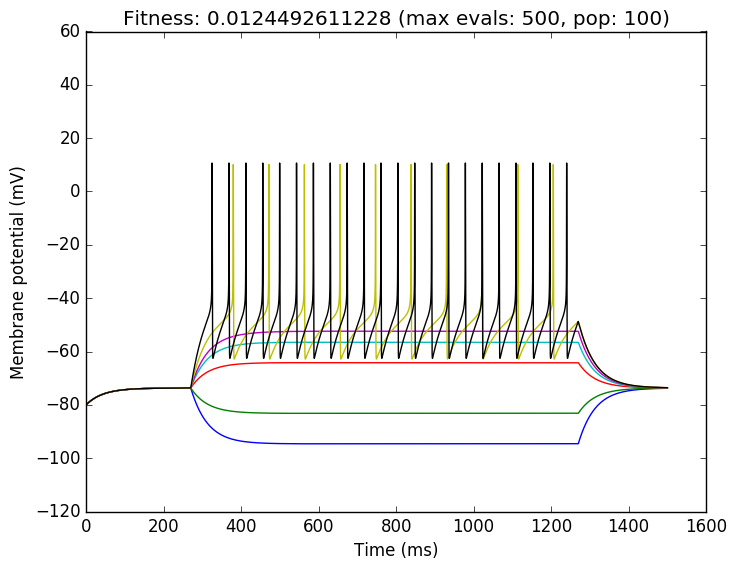 Fitness: 0.0124492611228 (max evals: 500, pop: 100)
60
40
20
0
−20
−40
−60
−80
−100
−120
Membrane potential (mV)
0 200 400 600 800 1000 1200 1400 1600
Time (ms)